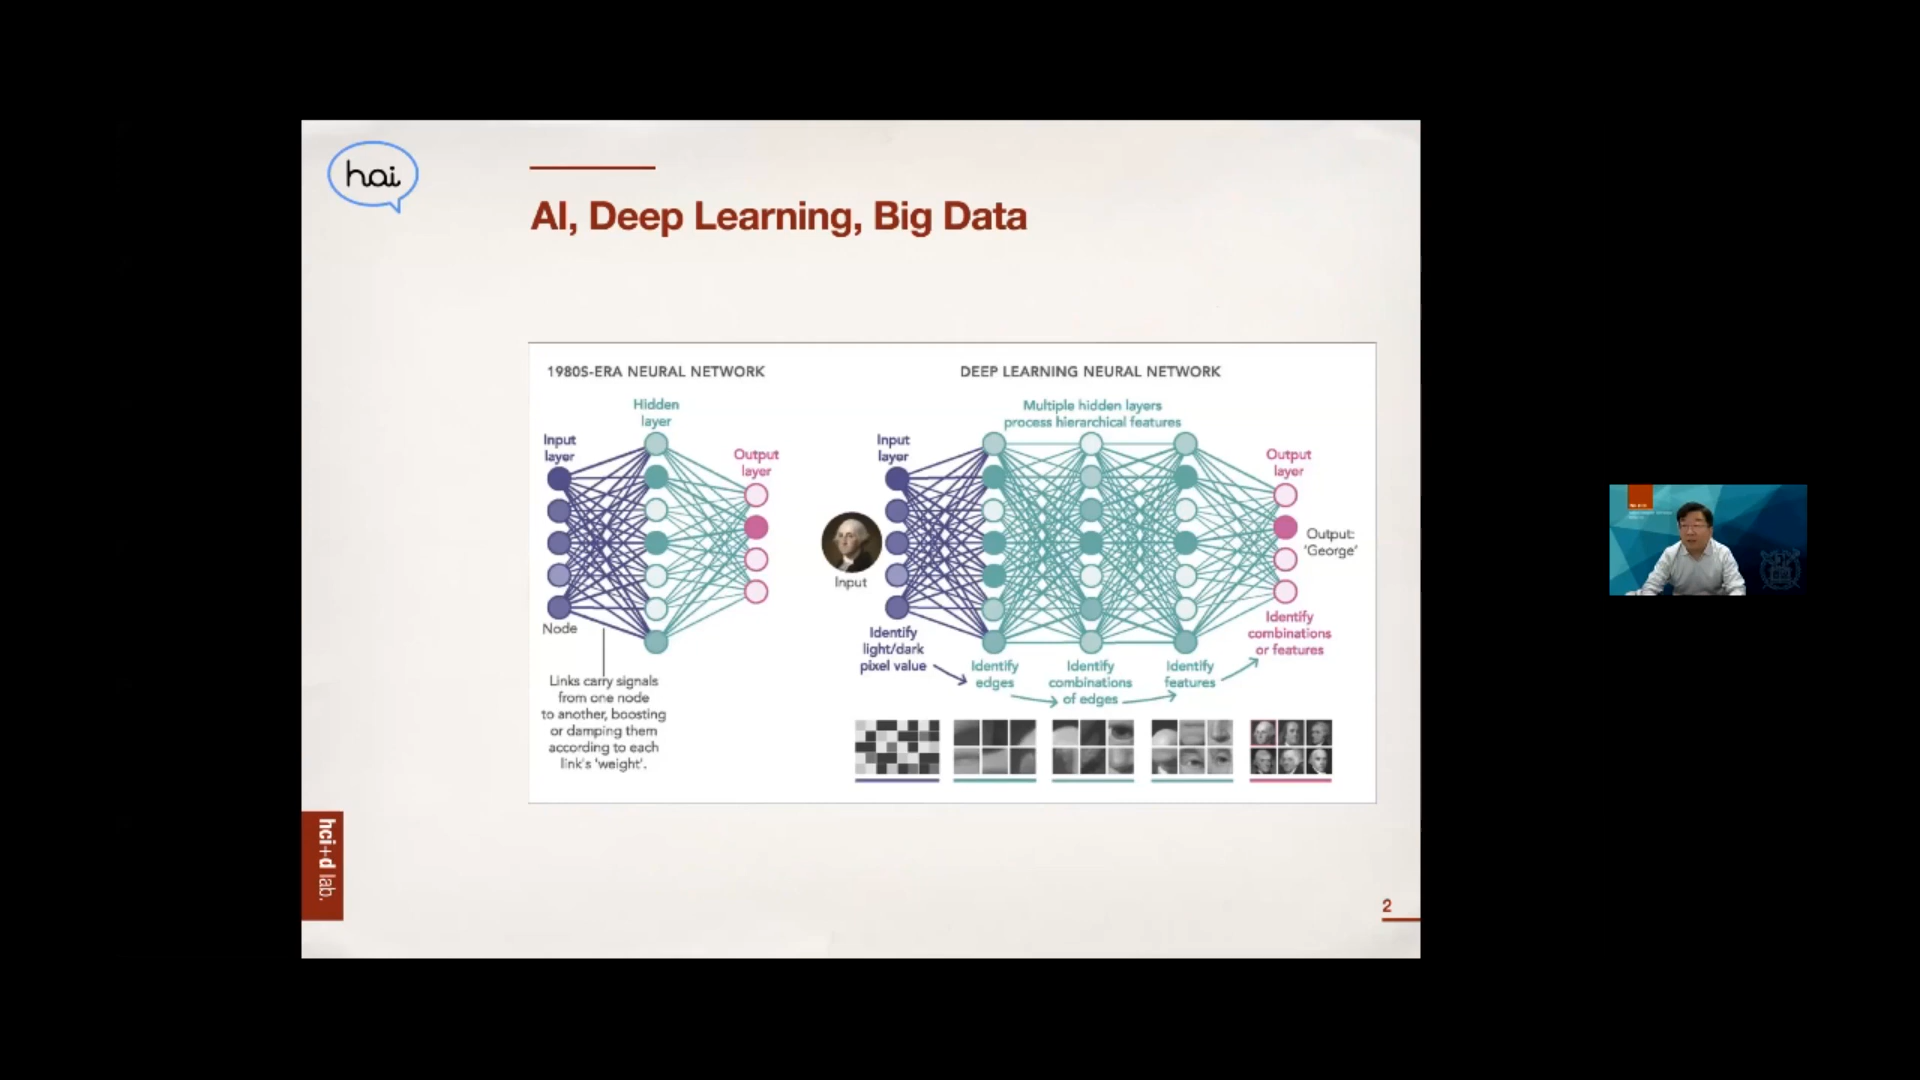 hai
AI, Deep Learning, Big Data
1980S-ERA NEURAL NETWORK
Hidden
layer
Input
layer
Output
layer
Node
Links carry signals
from one node
to another, boosting
or damping them
according to each
link's 'weight'.
DEEP LEARNING NEURAL NETWORK
Multiple hidden layers
process hierarchical features
Input
layer
Output
layer
Input
Output:
'George'
Identify
light/dark
pixel value
Identify
edges
Identify
combinations
of edges
Identify
features
Identify
combinations
or features
hci+d lab.
2